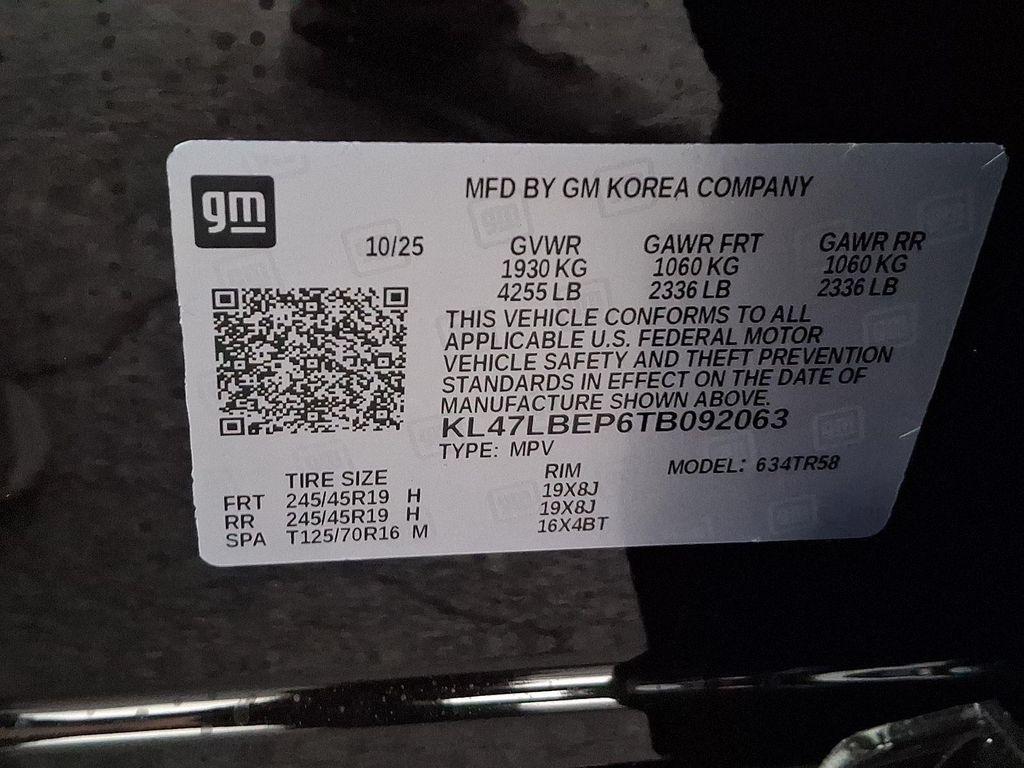 gm
MFD BY GM KOREA COMPANY
10/25 GVWR GAWR FRT GAWR RR
1930 KG 1060 KG 1060 KG
4255 LB 2336 LB 2336 LB
THIS VEHICLE CONFORMS TO ALL
APPLICABLE U.S. FEDERAL MOTOR
VEHICLE SAFETY AND THEFT PREVENTION
STANDARDS IN EFFECT ON THE DATE OF
MANUFACTURE SHOWN ABOVE.
KL47LBEP6TB092063
TYPE: MPV
MODEL: 634TR58
TIRE SIZE RIM
FRT 245/45R19 H 19X8J
RR 245/45R19 H 19X8J
SPA T125/70R16 M 16X4BT